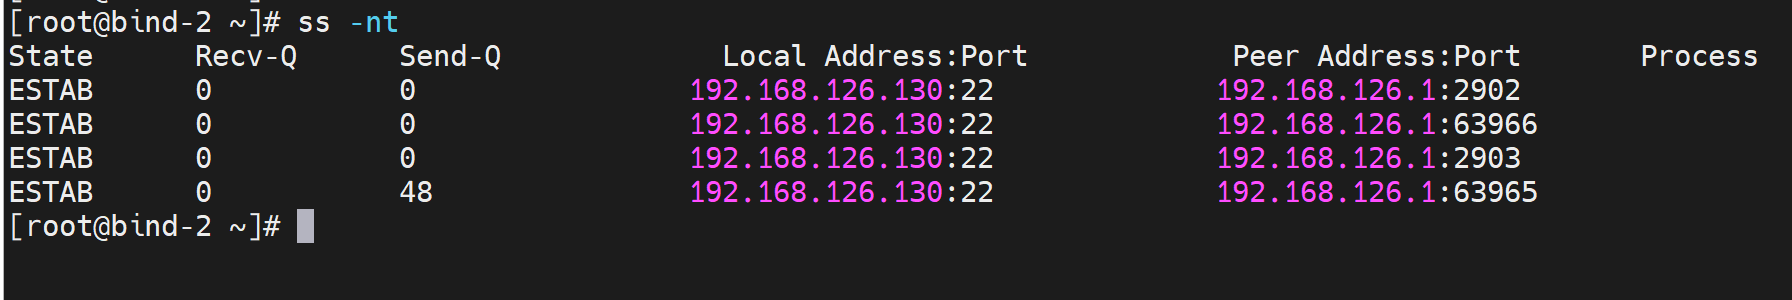 [root@bind-2 ~]# ss -nt
State Recv-Q Send-Q Local Address:Port Peer Address:Port Process
ESTAB 0 0 192.168.126.130:22 192.168.126.1:2902
ESTAB 0 0 192.168.126.130:22 192.168.126.1:63966
ESTAB 0 0 192.168.126.130:22 192.168.126.1:2903
ESTAB 0 48 192.168.126.130:22 192.168.126.1:63965
[root@bind-2 ~]#